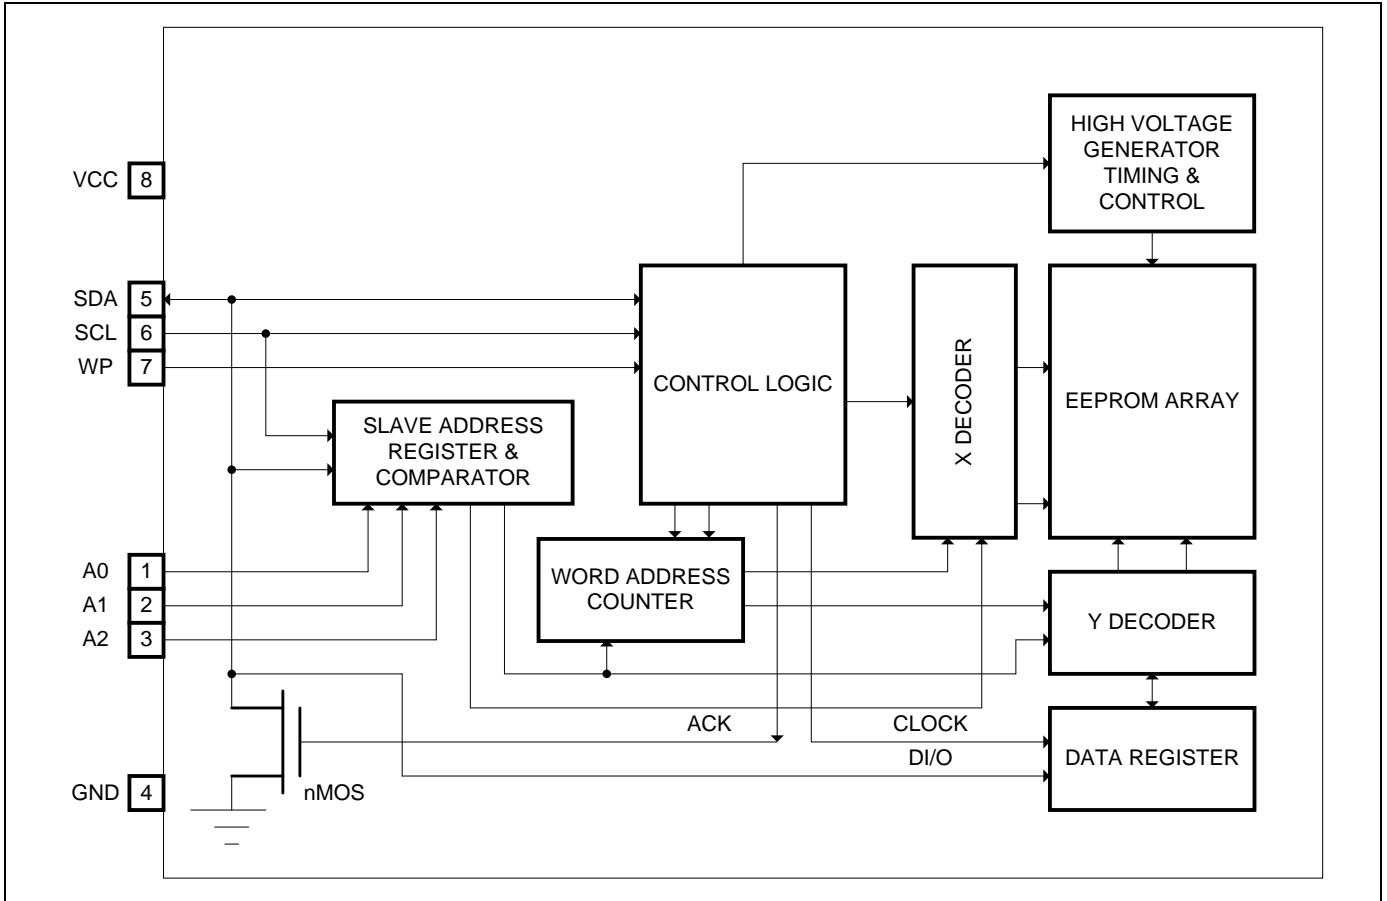 HIGH VOLTAGE
GENERATOR
TIMING &
CONTROL
VCC 8
SDA 5
SCL 6
WP 7
CONTROL LOGIC
X DECODER
EEPROM ARRAY
SLAVE ADDRESS
REGISTER &
COMPARATOR
A0 1
A1 2
A2 3
WORD ADDRESS
COUNTER
Y DECODER
ACK
CLOCK
DI/O
DATA REGISTER
GND 4
nMOS